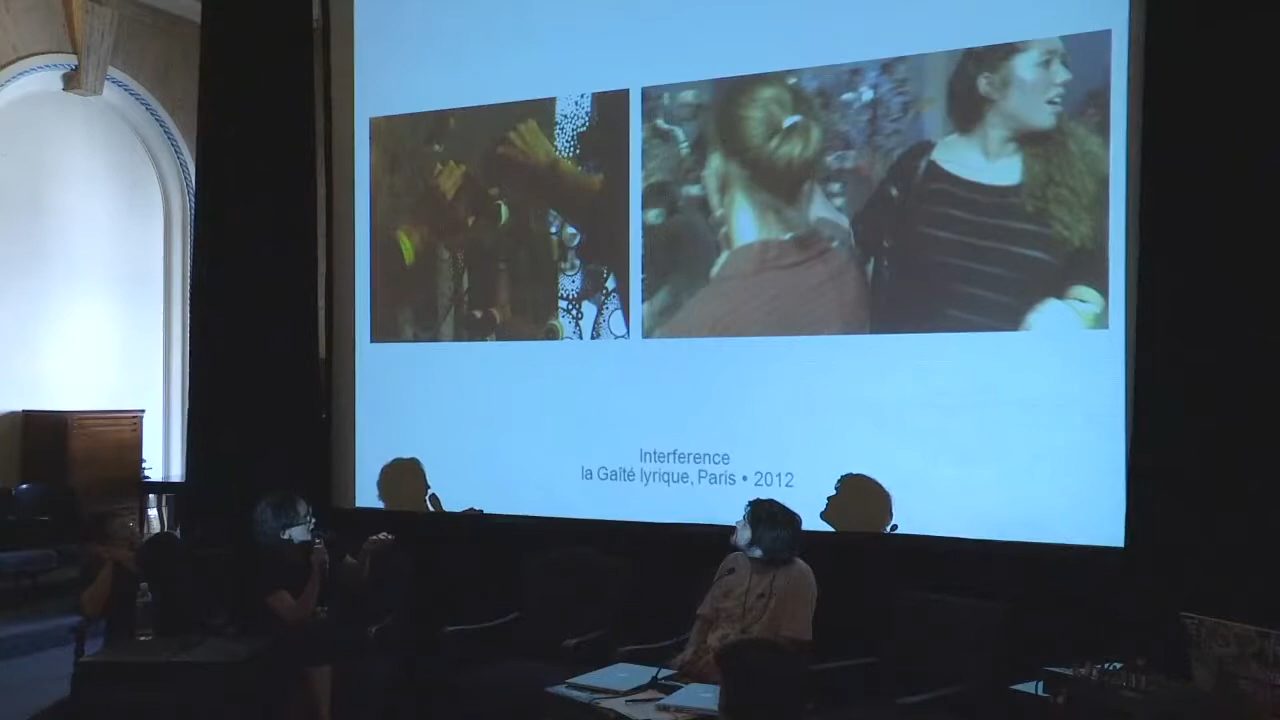 Interference
la Gaîté lyrique, Paris • 2012